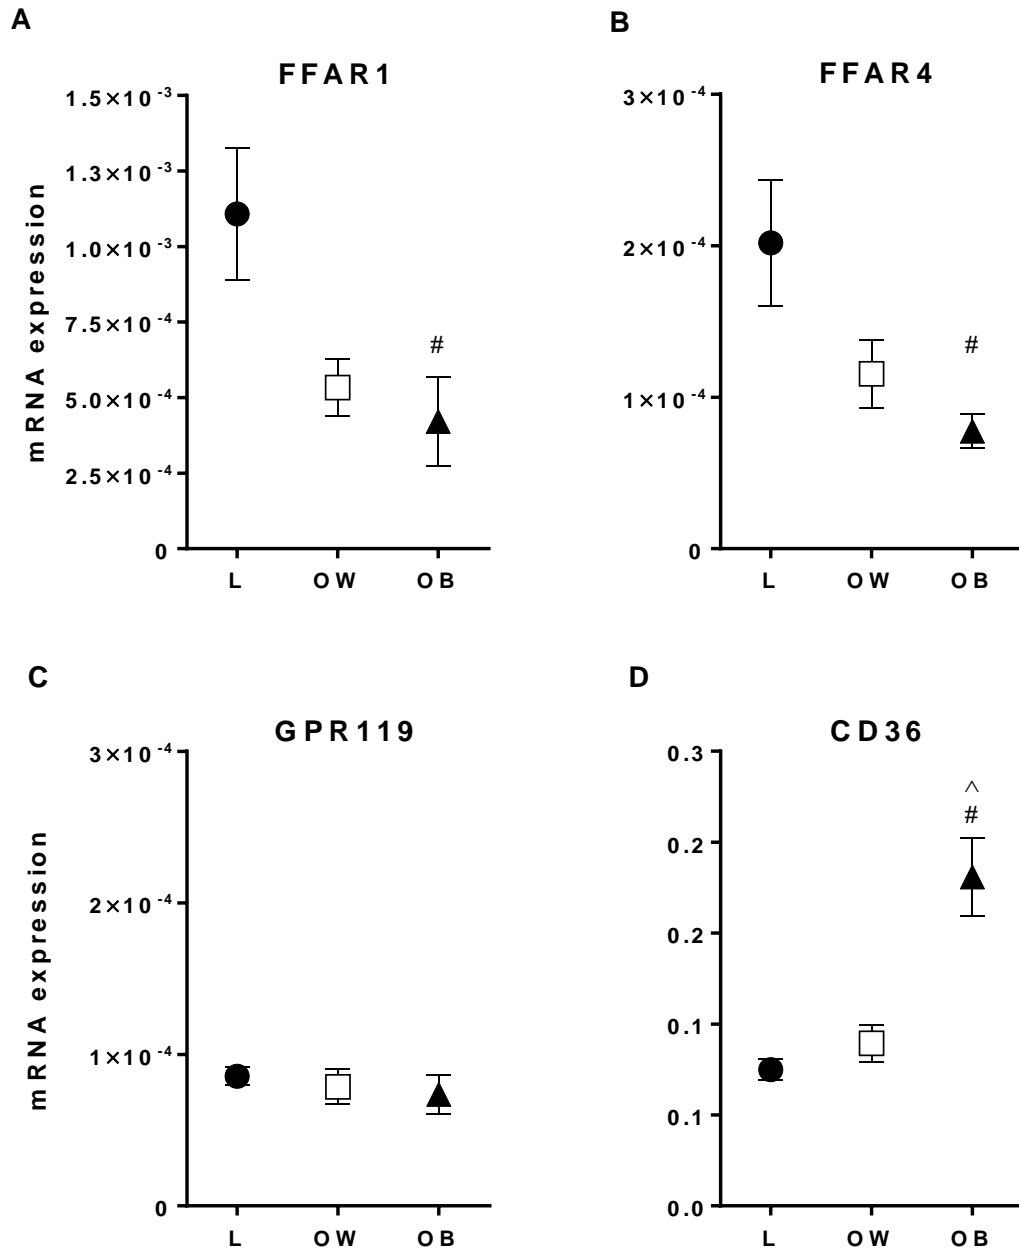 A
FFAR1
mRNA expression
1.5×10⁻³
1.3×10⁻³
1.0×10⁻³
7.5×10⁻⁴
5.0×10⁻⁴
2.5×10⁻⁴
0
#
L OW OB
B
FFAR4
3×10⁻⁴
2×10⁻⁴
1×10⁻⁴
0
#
L OW OB
C
GPR119
mRNA expression
3×10⁻⁴
2×10⁻⁴
1×10⁻⁴
0
L OW OB
D
CD36
0.3
0.2
0.2
0.1
0.1
0.0
^
#
L OW OB